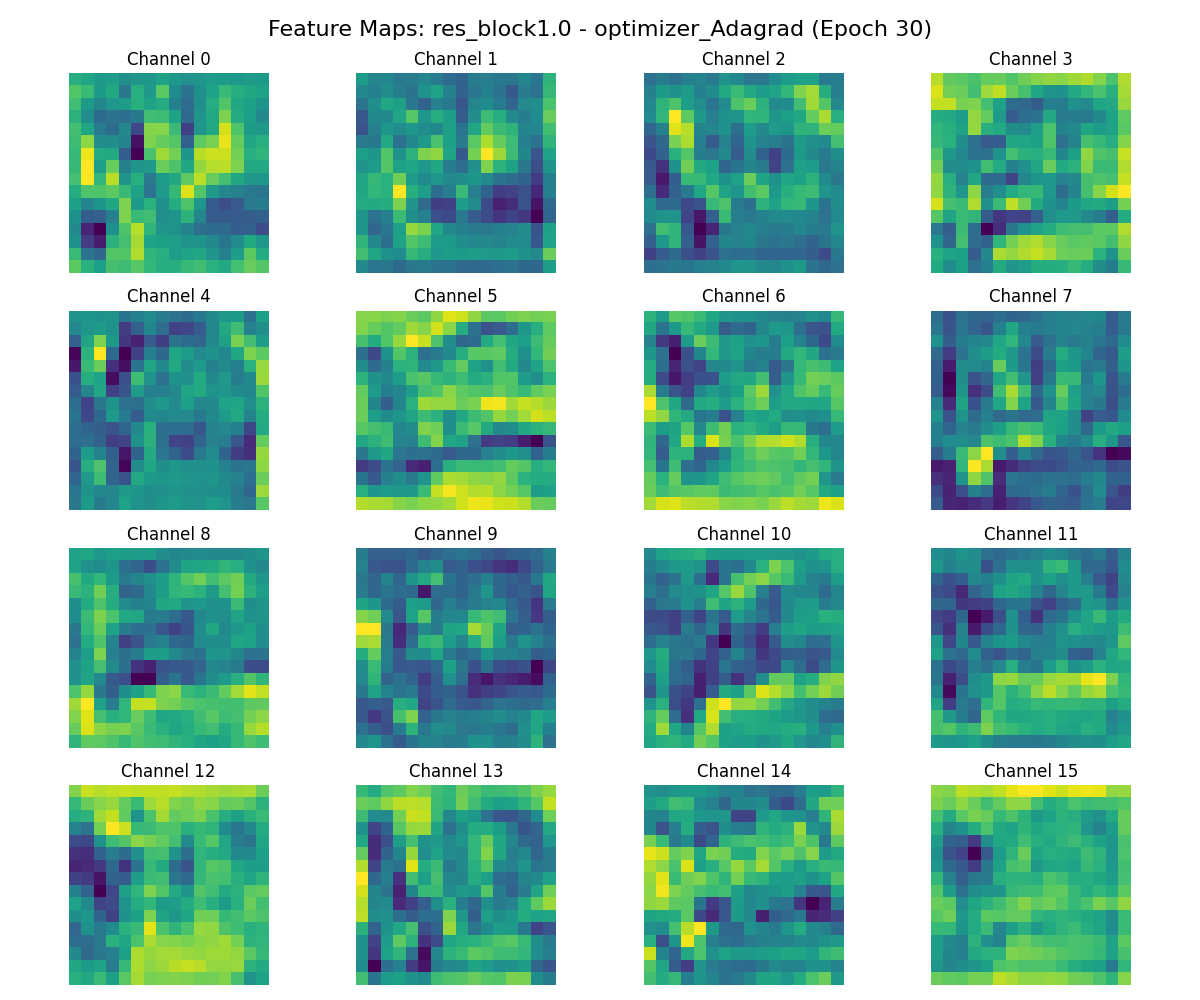 Feature Maps: res_block1.0 - optimizer_Adagrad (Epoch 30)
Channel 0
Channel 1
Channel 2
Channel 3
Channel 4
Channel 5
Channel 6
Channel 7
Channel 8
Channel 9
Channel 10
Channel 11
Channel 12
Channel 13
Channel 14
Channel 15